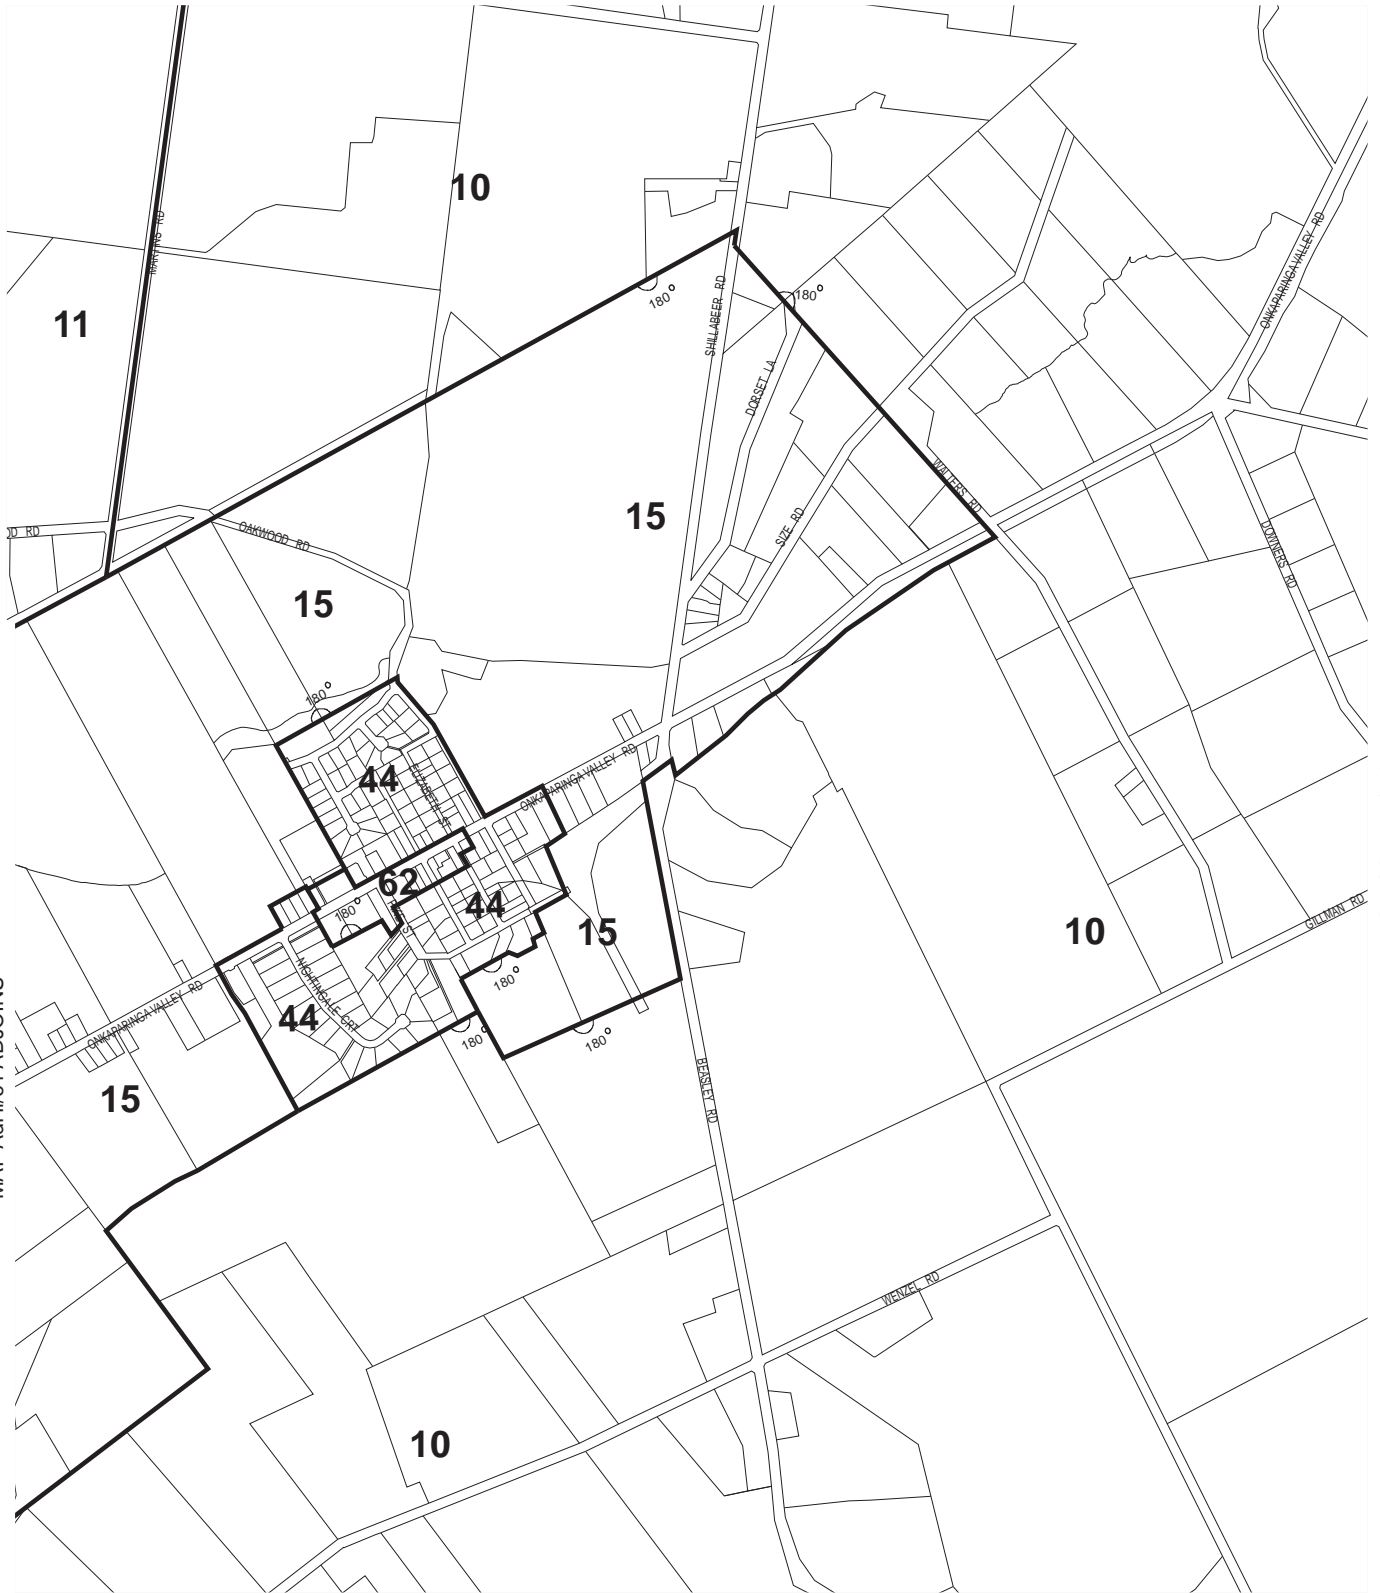 10
MARTINS RD
11
180°
180°
SHILLABEER RD
ONKAPARINGA VALLEY RD
DORSET LA
15
OAKWOOD RD
SIZE RD
WALTERS RD
DOWNERS RD
15
180°
44
ELIZABETH ST
ONKAPARINGA VALLEY RD
62
180°
44
15
10
GILLMAN RD
180°
NIGHTINGALE CRT
44
ONKAPARINGA VALLEY RD
180°
180°
15
BEASLEY RD
WENZEL RD
10